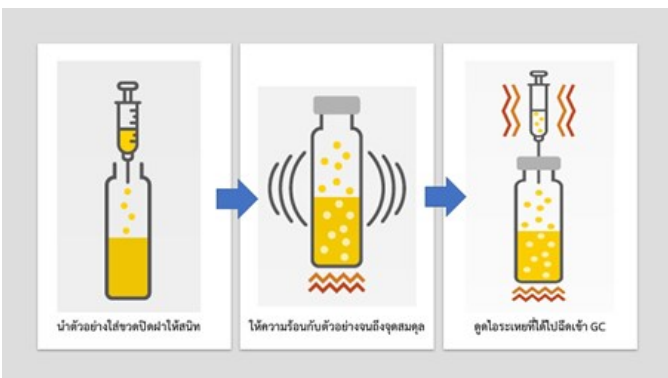 นำตัวอย่างใส่ขวดปิดฝาให้สนิท
ให้ความร้อนกับตัวอย่างจนถึงจุดสมดุล
ดูดไอระเหยที่ได้ไปฉีดเข้า GC